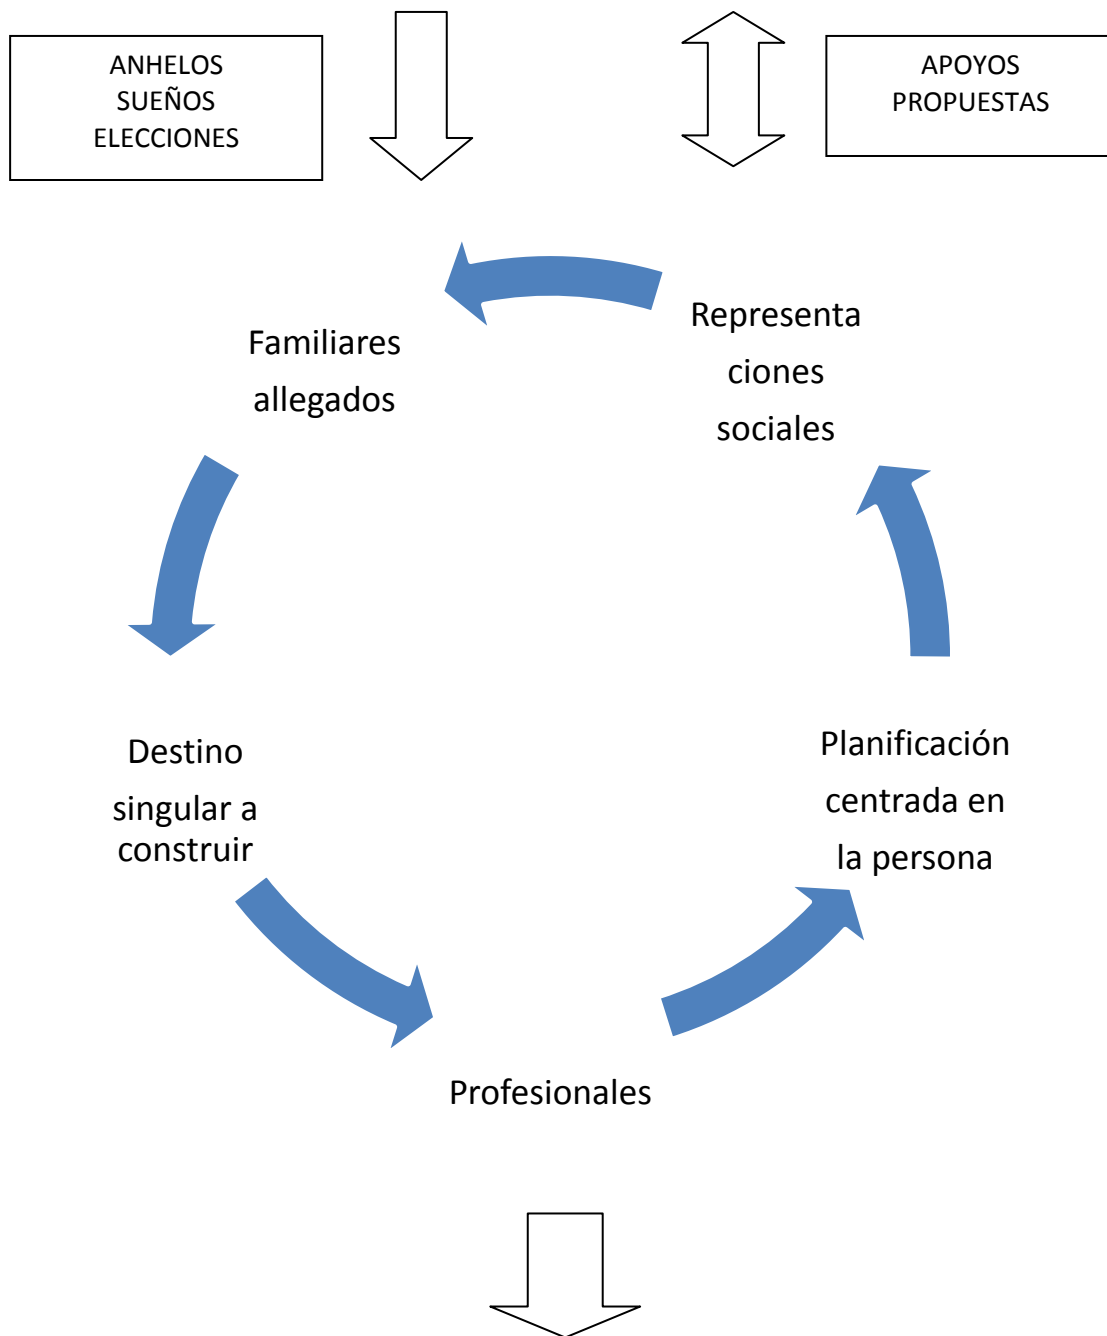 ANHELOS
SUEÑOS
ELECCIONES
APOYOS
PROPUESTAS
Familiares
allegados
Representa
ciones
sociales
Destino
singular a
construir
Planificación
centrada en
la persona
Profesionales